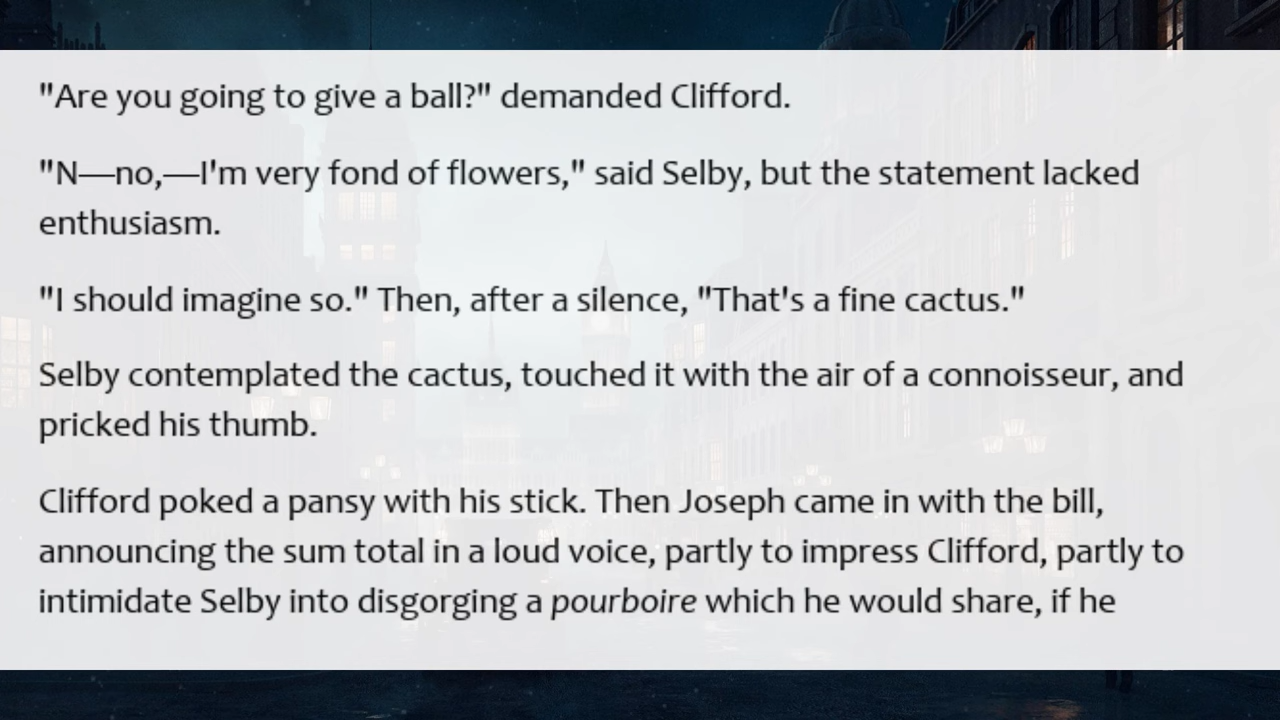 "Are you going to give a ball?" demanded Clifford.
"N—no,—I'm very fond of flowers," said Selby, but the statement lacked
enthusiasm.
"I should imagine so." Then, after a silence, "That's a fine cactus."
Selby contemplated the cactus, touched it with the air of a connoisseur, and
pricked his thumb.
Clifford poked a pansy with his stick. Then Joseph came in with the bill,
announcing the sum total in a loud voice, partly to impress Clifford, partly to
intimidate Selby into disgorging a pourboire which he would share, if he